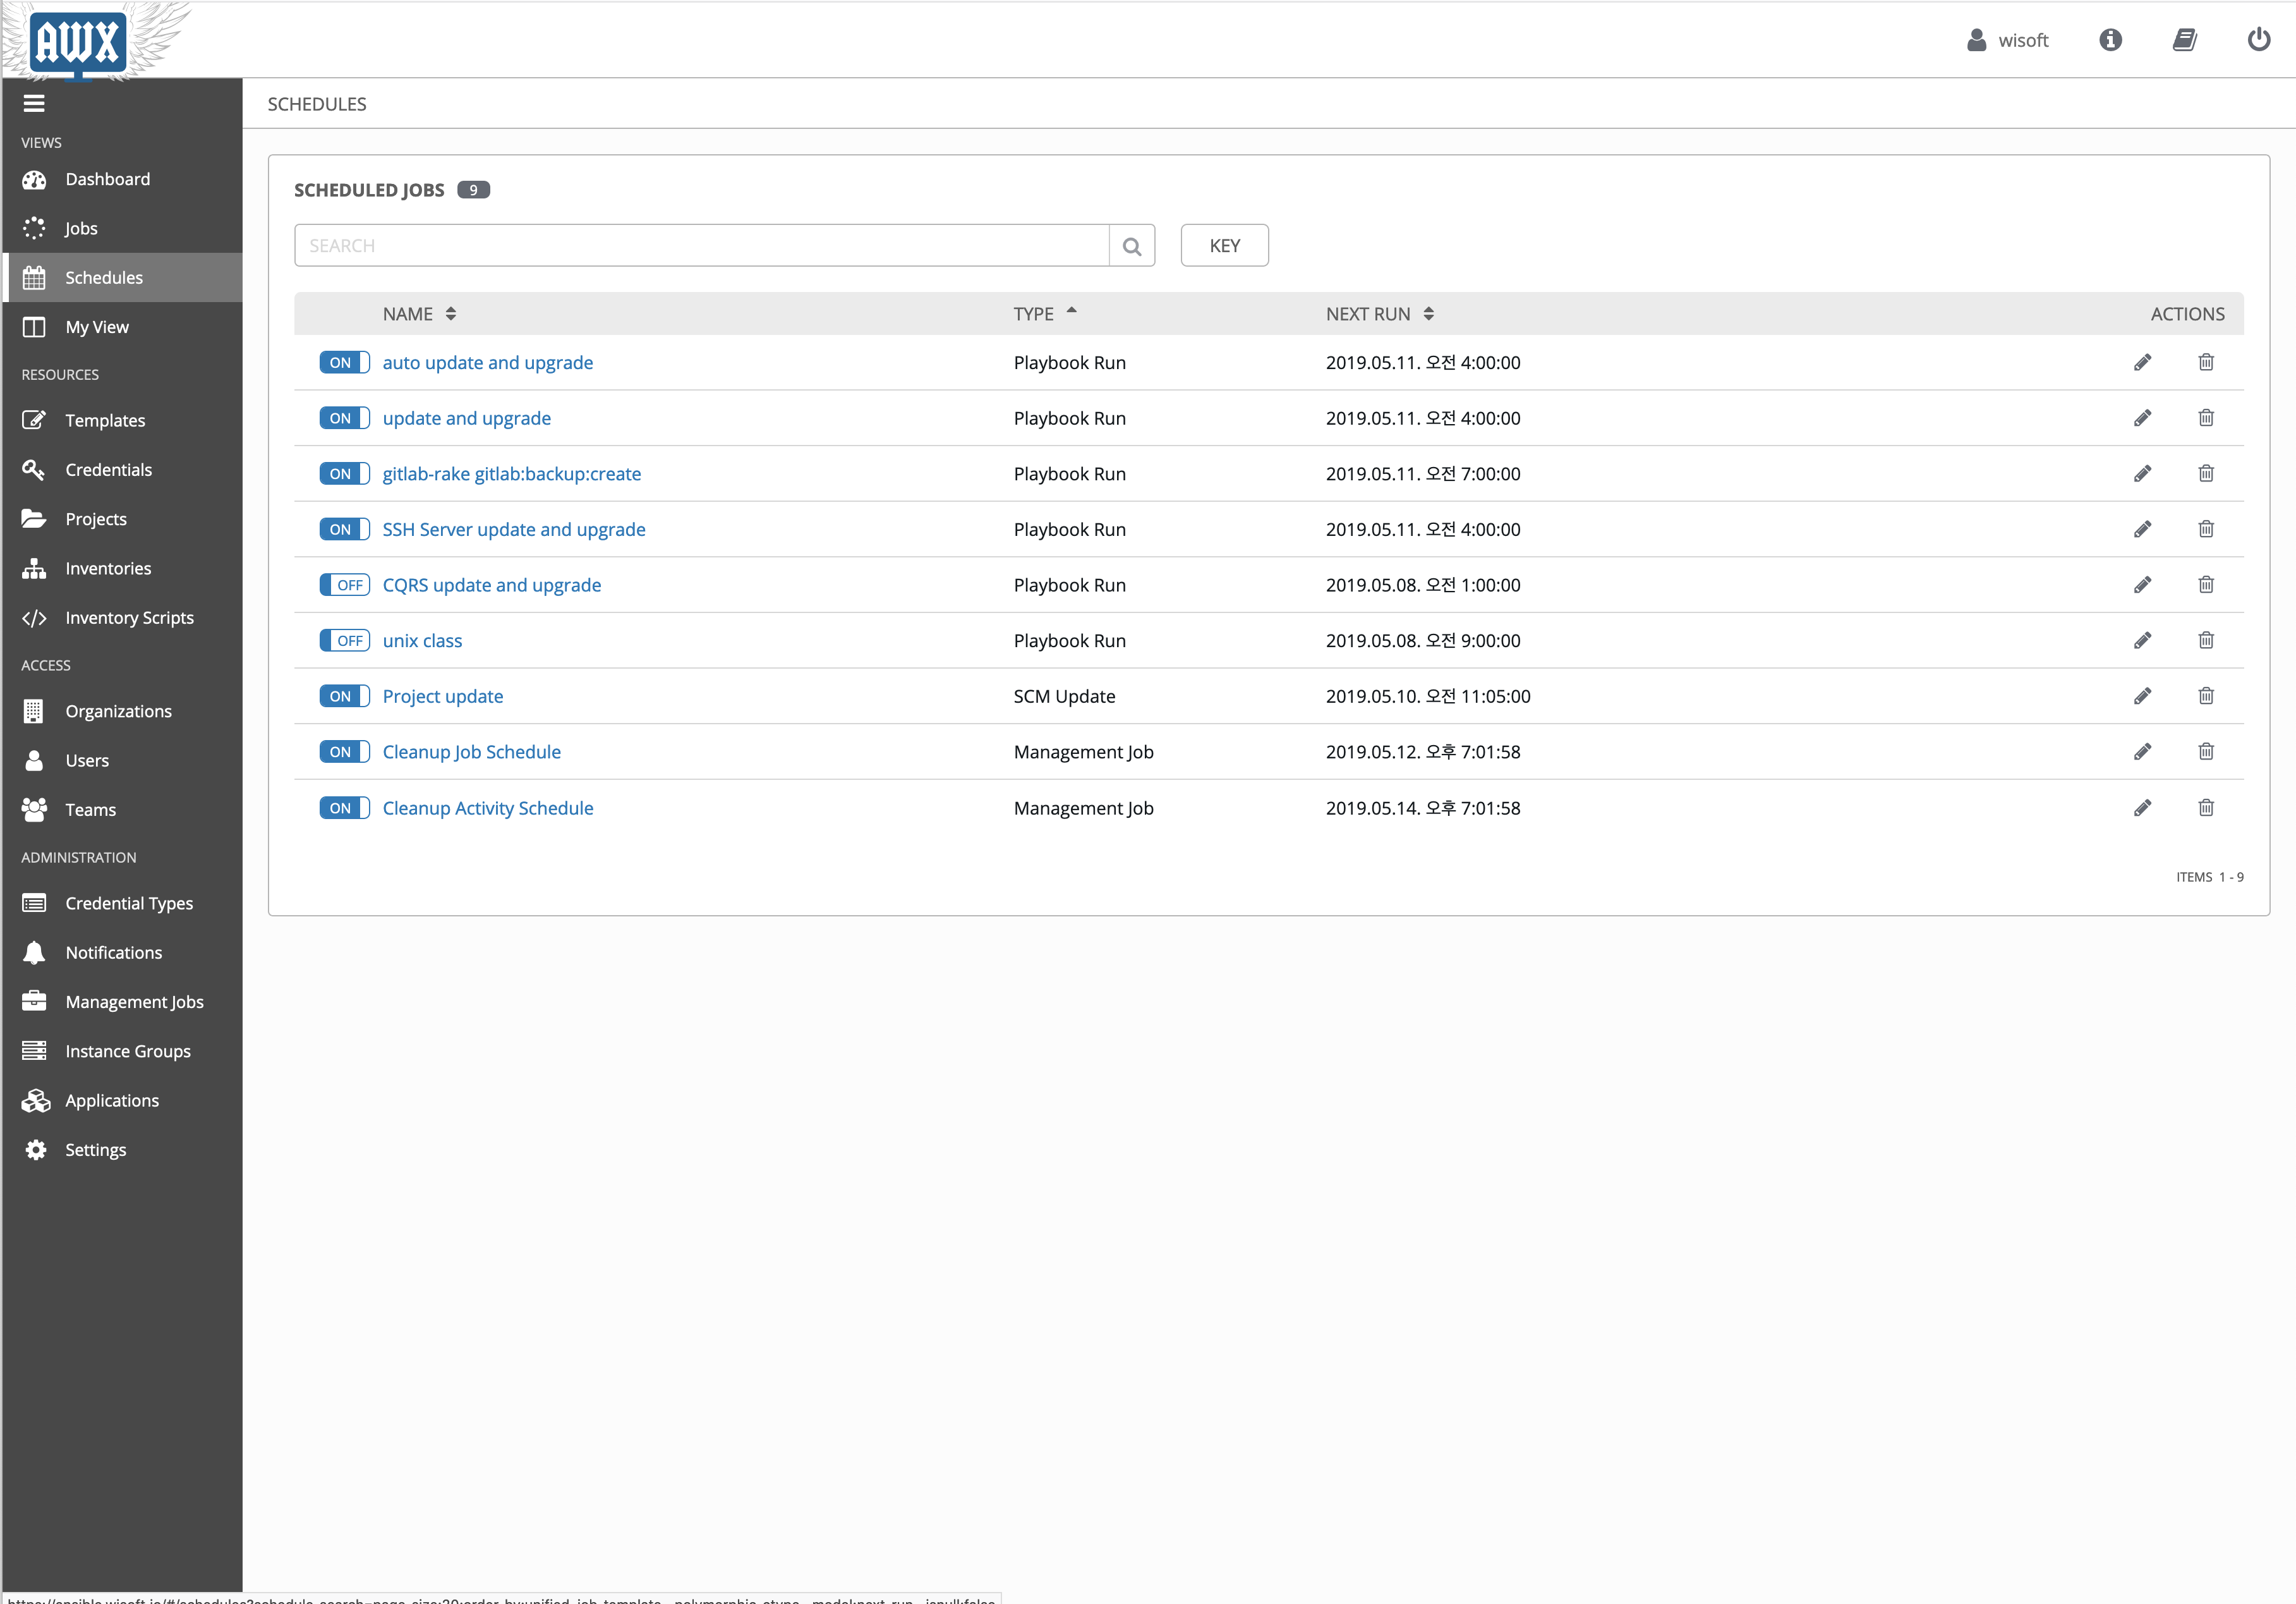 AWX
wisoft
SCHEDULES
VIEWS
Dashboard
Jobs
Schedules
My View
RESOURCES
Templates
Credentials
Projects
Inventories
Inventory Scripts
ACCESS
Organizations
Users
Teams
ADMINISTRATION
Credential Types
Notifications
Management Jobs
Instance Groups
Applications
Settings
SCHEDULED JOBS 9
SEARCH
KEY
NAME TYPE NEXT RUN ACTIONS
ON auto update and upgrade Playbook Run 2019.05.11. 오전 4:00:00
ON update and upgrade Playbook Run 2019.05.11. 오전 4:00:00
ON gitlab-rake gitlab:backup:create Playbook Run 2019.05.11. 오전 7:00:00
ON SSH Server update and upgrade Playbook Run 2019.05.11. 오전 4:00:00
OFF CQRS update and upgrade Playbook Run 2019.05.08. 오전 1:00:00
OFF unix class Playbook Run 2019.05.08. 오전 9:00:00
ON Project update SCM Update 2019.05.10. 오전 11:05:00
ON Cleanup Job Schedule Management Job 2019.05.12. 오후 7:01:58
ON Cleanup Activity Schedule Management Job 2019.05.14. 오후 7:01:58
ITEMS 1 - 9